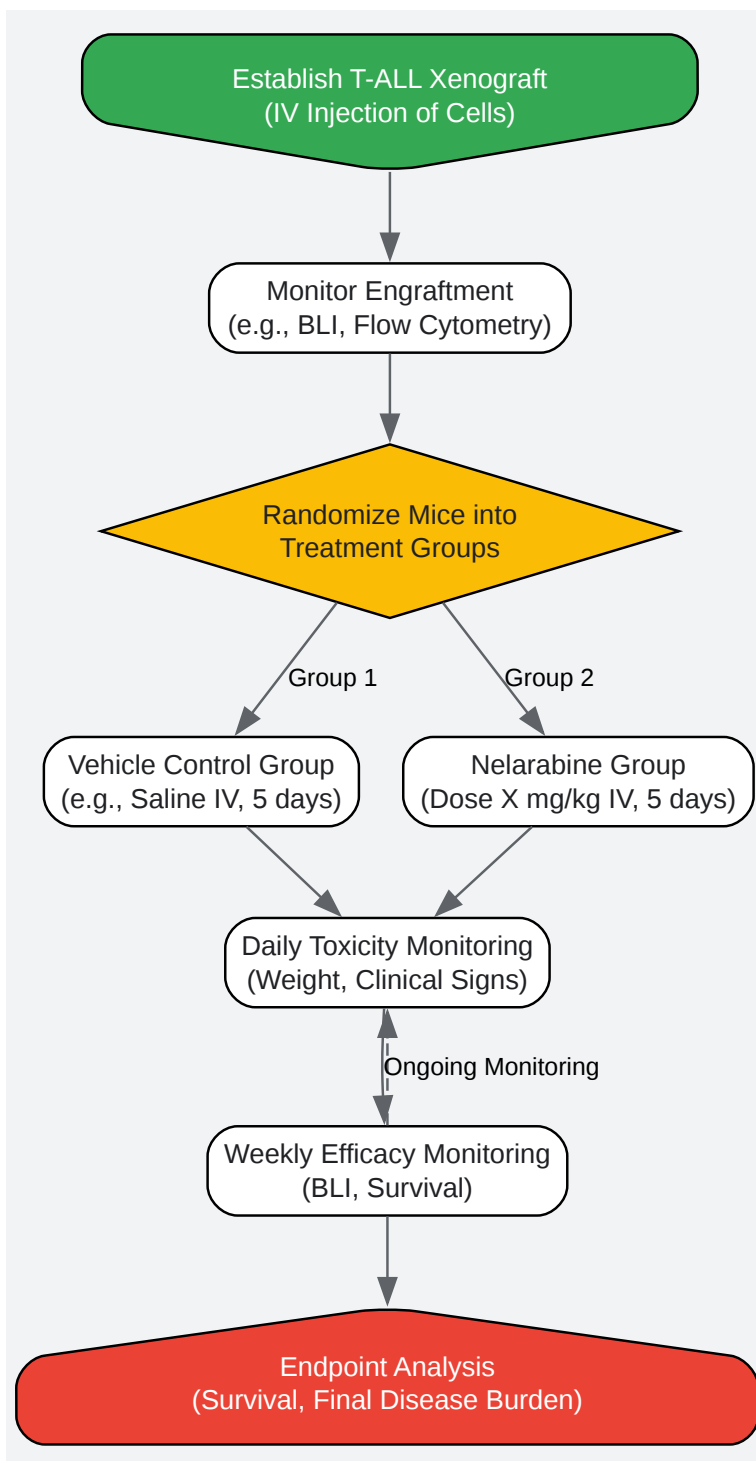 Establish T-ALL Xenograft
(IV Injection of Cells)
Monitor Engraftment
(e.g., BLI, Flow Cytometry)
Randomize Mice into
Treatment Groups
Group 1
Group 2
Vehicle Control Group
(e.g., Saline IV, 5 days)
Nelarabine Group
(Dose X mg/kg IV, 5 days)
Daily Toxicity Monitoring
(Weight, Clinical Signs)
Ongoing Monitoring
Weekly Efficacy Monitoring
(BLI, Survival)
Endpoint Analysis
(Survival, Final Disease Burden)